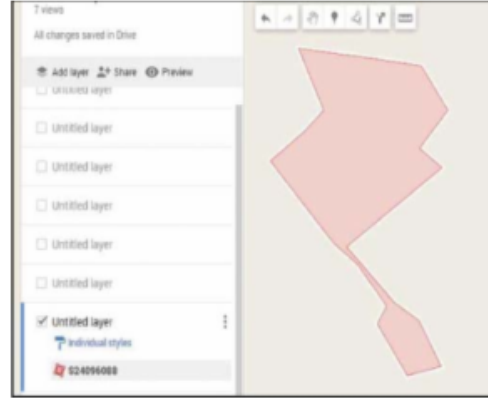 7 views
All changes saved in Drive
Add layer Share Preview
Untitled layer
Untitled layer
Untitled layer
Untitled layer
Untitled layer
Untitled layer
Untitled layer
Individual styles
S24096088